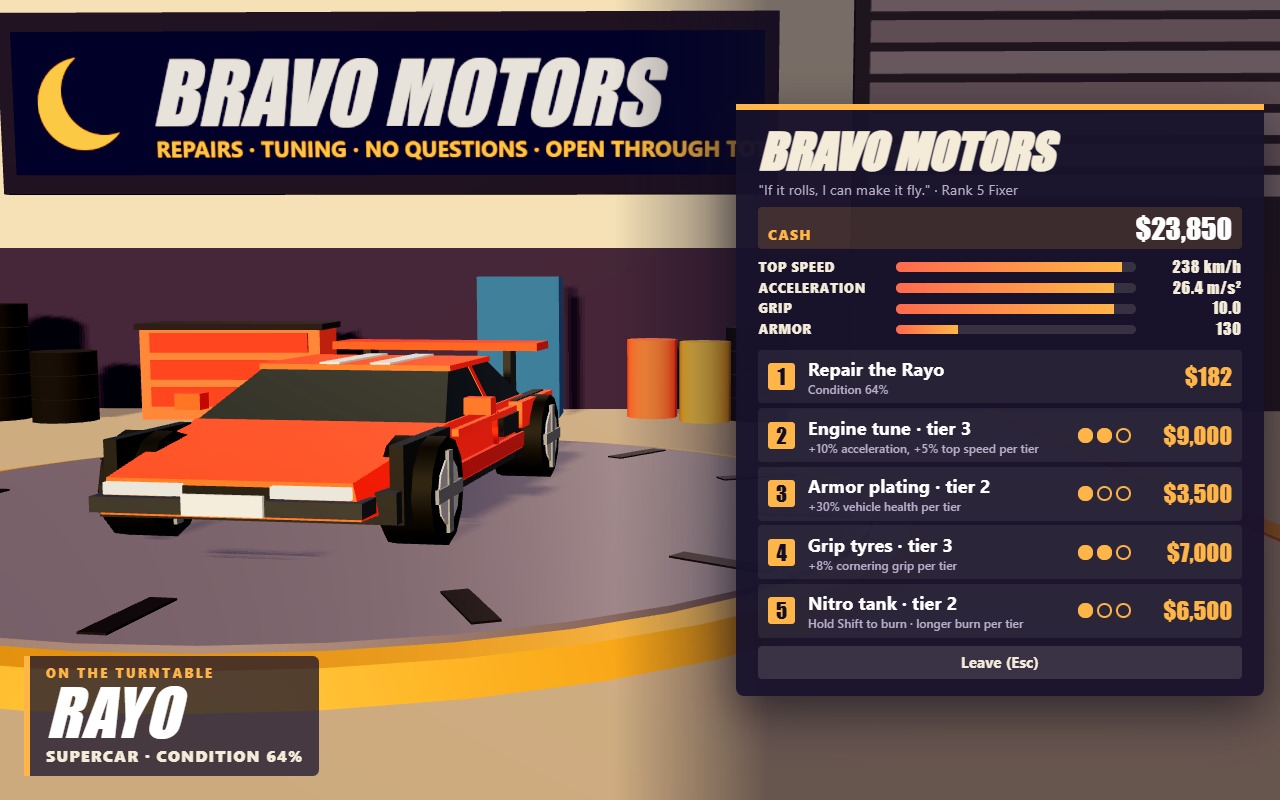 BRAVO MOTORS
REPAIRS · TUNING · NO QUESTIONS · OPEN THROUGH
BRAVO MOTORS
"If it rolls, I can make it fly." · Rank 5 Fixer
CASH $23,850
TOP SPEED 238 km/h
ACCELERATION 26.4 m/s²
GRIP 10.0
ARMOR 130
1 Repair the Rayo $182
Condition 64%
2 Engine tune · tier 3 $9,000
+10% acceleration, +5% top speed per tier
3 Armor plating · tier 2 $3,500
+30% vehicle health per tier
4 Grip tyres · tier 3 $7,000
+8% cornering grip per tier
5 Nitro tank · tier 2 $6,500
Hold Shift to burn · longer burn per tier
Leave (Esc)
ON THE TURNTABLE
RAYO
SUPERCAR · CONDITION 64%